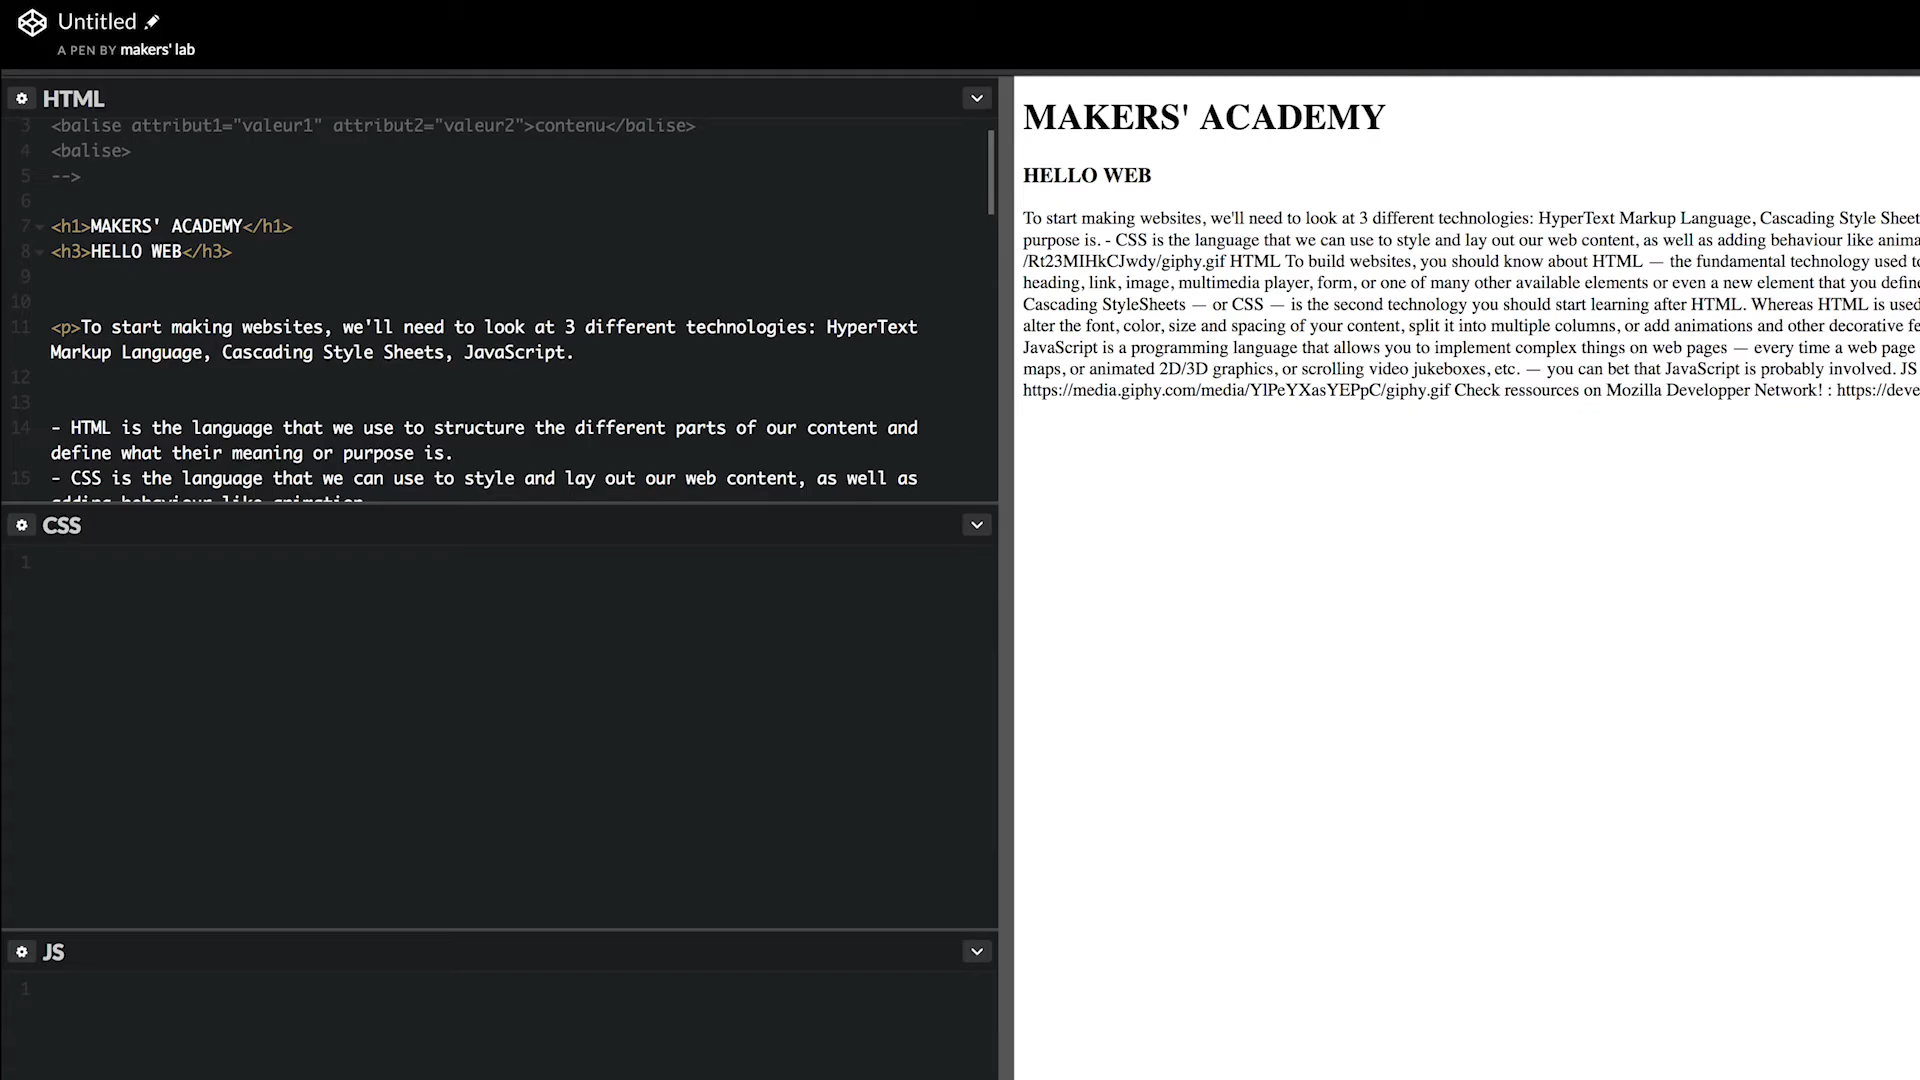 Untitled
A PEN BY makers' lab
HTML
3 <balise attribut1="valeur1" attribut2="valeur2">contenu</balise>
4 <balise>
5 -->
6
7 <h1>MAKERS' ACADEMY</h1>
8 <h3>HELLO WEB</h3>
9
10
11 <p>To start making websites, we'll need to look at 3 different technologies: HyperText
Markup Language, Cascading Style Sheets, JavaScript.
12
13
14 - HTML is the language that we use to structure the different parts of our content and
define what their meaning or purpose is.
15 - CSS is the language that we can use to style and lay out our web content, as well as
adding behaviour like animation
CSS
1
JS
1
MAKERS' ACADEMY
HELLO WEB
To start making websites, we'll need to look at 3 different technologies: HyperText Markup Language, Cascading Style Sheet
purpose is. - CSS is the language that we can use to style and lay out our web content, as well as adding behaviour like anima
/Rt23MIHkCJwdy/giphy.gif HTML To build websites, you should know about HTML — the fundamental technology used to
heading, link, image, multimedia player, form, or one of many other available elements or even a new element that you define
Cascading StyleSheets — or CSS — is the second technology you should start learning after HTML. Whereas HTML is used
alter the font, color, size and spacing of your content, split it into multiple columns, or add animations and other decorative fe
JavaScript is a programming language that allows you to implement complex things on web pages — every time a web page
maps, or animated 2D/3D graphics, or scrolling video jukeboxes, etc. — you can bet that JavaScript is probably involved. JS
https://media.giphy.com/media/YlPeYXasYEPpC/giphy.gif Check ressources on Mozilla Developper Network! : https://deve